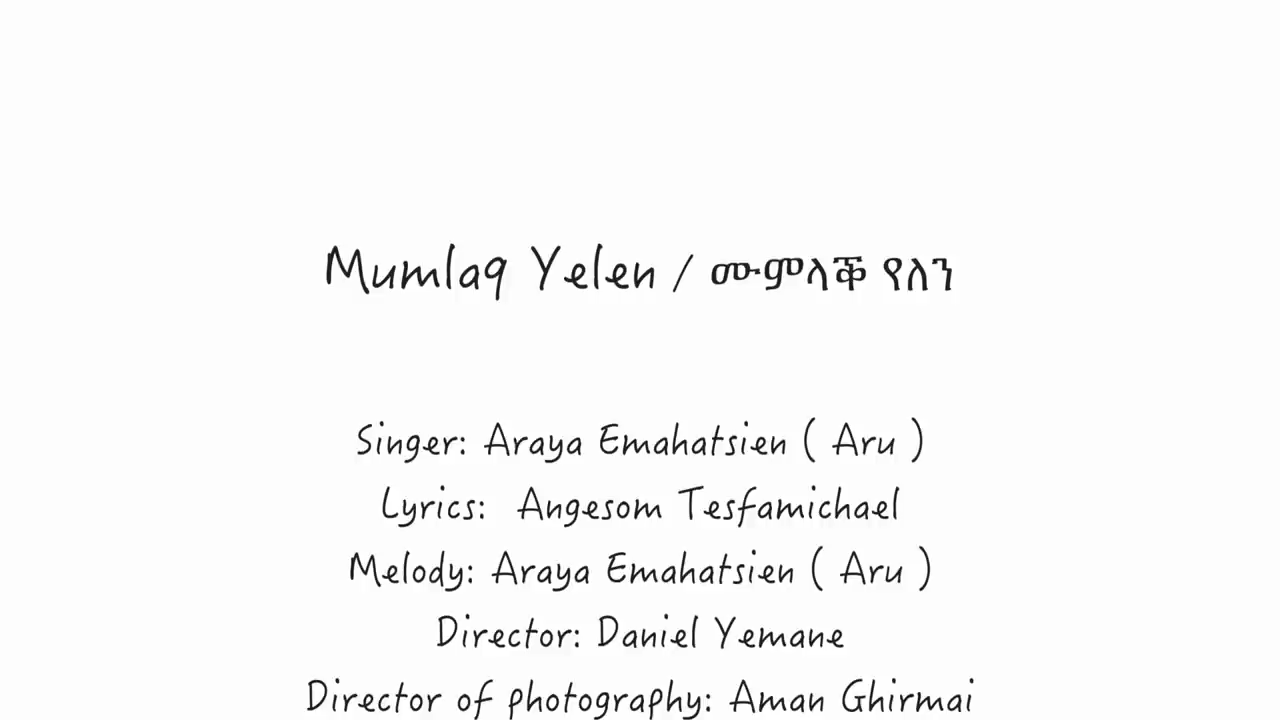 Mumlaq Yelen / ሙምላቕ የለን
Singer: Araya Emahatsien ( Aru )
Lyrics: Angesom Tesfamichael
Melody: Araya Emahatsien ( Aru )
Director: Daniel Yemane
Director of photography: Aman Ghirmai